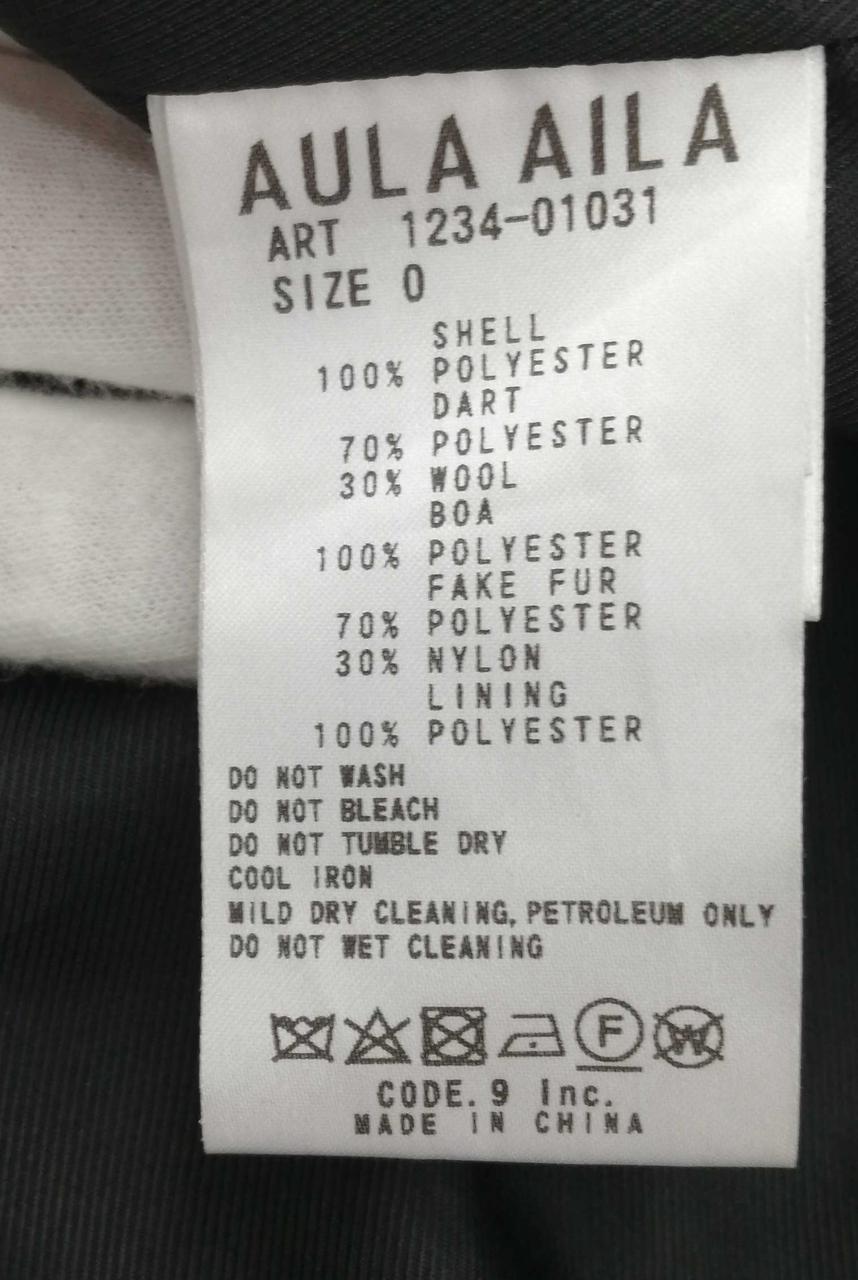 AULA AILA
ART 1234-01031
SIZE 0
SHELL
100% POLYESTER
DART
70% POLYESTER
30% WOOL
BOA
100% POLYESTER
FAKE FUR
70% POLYESTER
30% NYLON
LINING
100% POLYESTER
DO NOT WASH
DO NOT BLEACH
DO NOT TUMBLE DRY
COOL IRON
MILD DRY CLEANING, PETROLEUM ONLY
DO NOT WET CLEANING
F W
CODE.9 Inc.
MADE IN CHINA